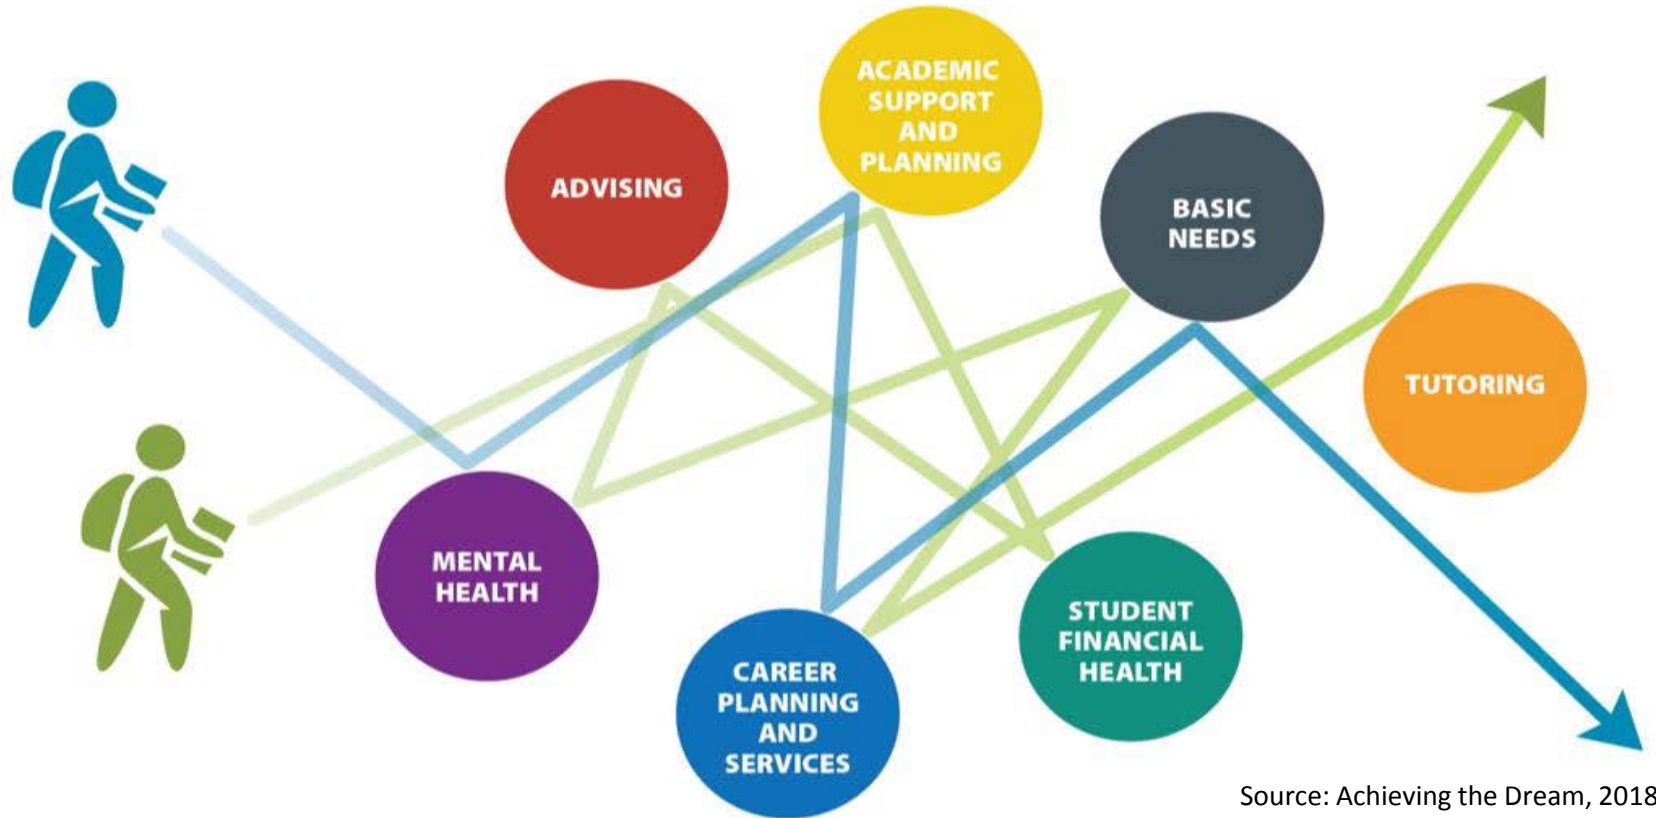 ADVISING
ACADEMIC
SUPPORT
AND
PLANNING
BASIC
NEEDS
TUTORING
MENTAL
HEALTH
CAREER
PLANNING
AND
SERVICES
STUDENT
FINANCIAL
HEALTH
Source: Achieving the Dream, 2018